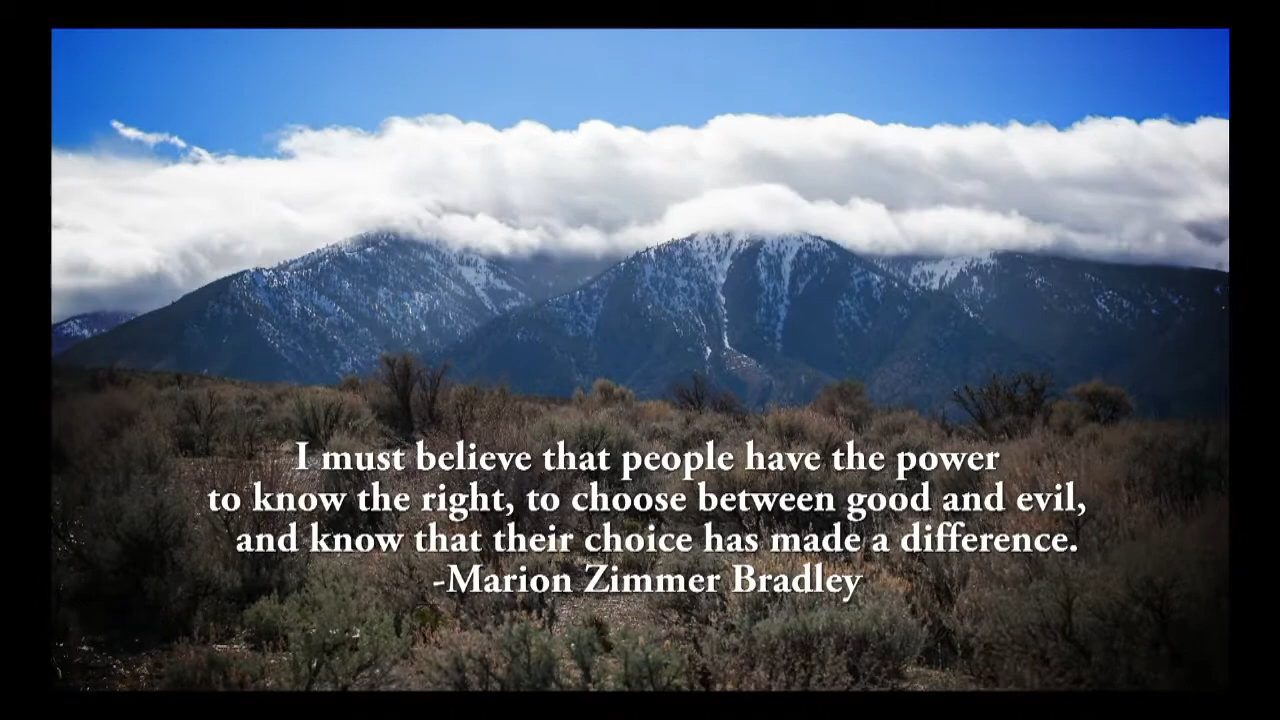 I must believe that people have the power
to know the right, to choose between good and evil,
and know that their choice has made a difference.
-Marion Zimmer Bradley